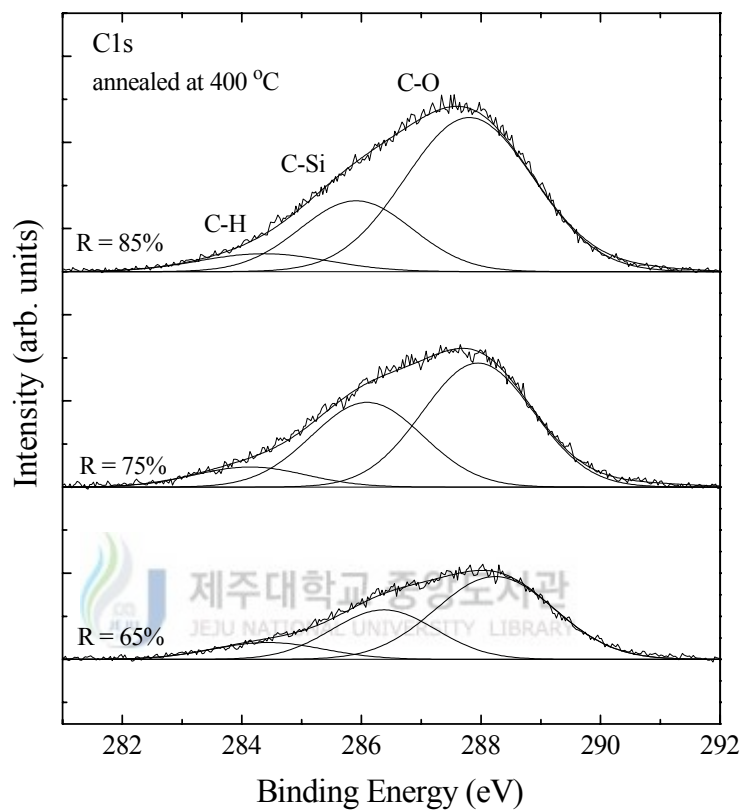 C1s
annealed at 400 °C
C-O
C-Si
C-H
R = 85%
R = 75%
R = 65%
제주대학교 중앙도서관
JEJU NATIONAL UNIVERSITY LIBRARY
JEJU
Intensity (arb. units)
282 284 286 288 290 292
Binding Energy (eV)